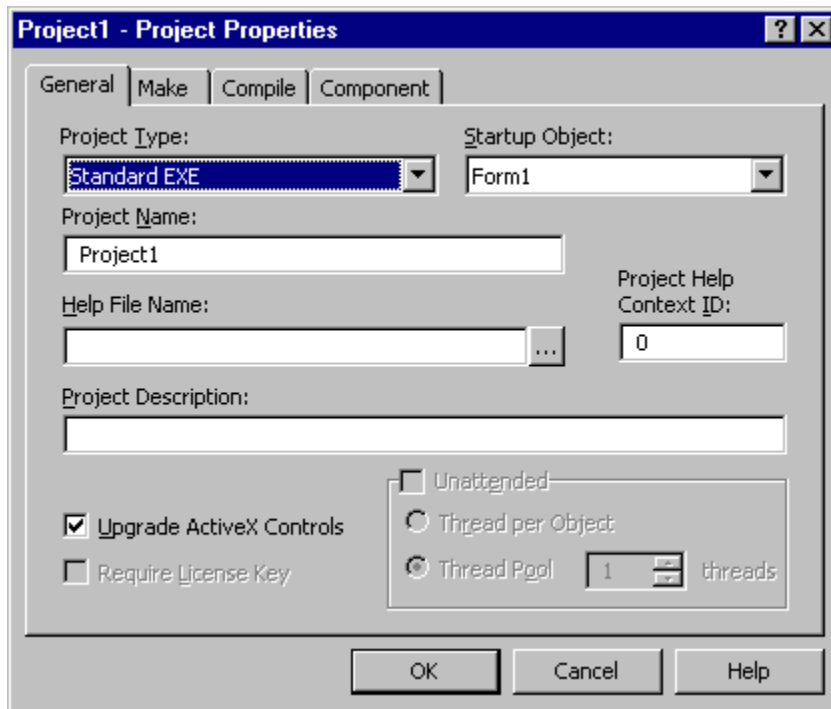 Project1 - Project Properties
General Make Compile Component
Project Type: Startup Object:
Standard EXE Form1
Project Name:
Project1
Project Help
Context ID:
Help File Name:
... 0
Project Description:
Unattended
Upgrade ActiveX Controls Thread per Object
Require License Key Thread Pool 1 threads
OK Cancel Help